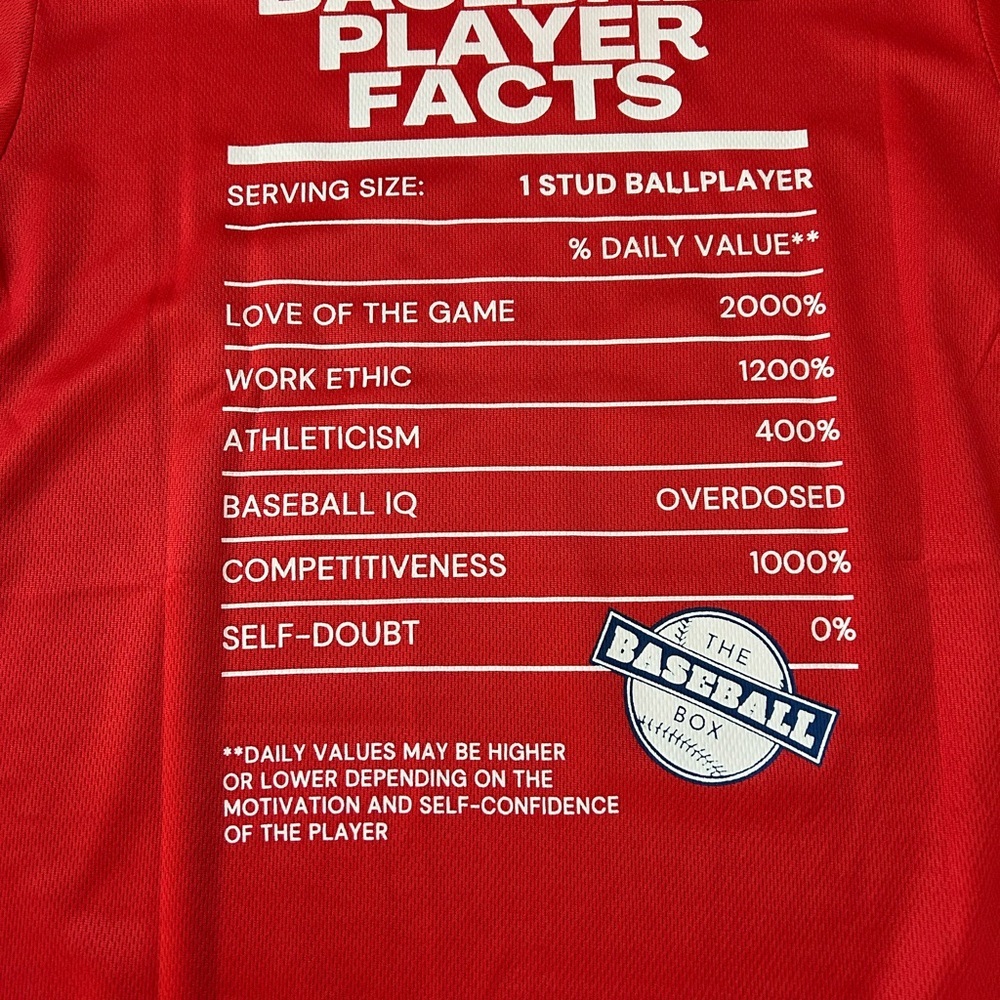 BASEBALL
PLAYER
FACTS
SERVING SIZE: 1 STUD BALLPLAYER
% DAILY VALUE**
LOVE OF THE GAME 2000%
WORK ETHIC 1200%
ATHLETICISM 400%
BASEBALL IQ OVERDOSED
COMPETITIVENESS 1000%
SELF-DOUBT 0%
THE
BASEBALL
BOX
**DAILY VALUES MAY BE HIGHER
OR LOWER DEPENDING ON THE
MOTIVATION AND SELF-CONFIDENCE
OF THE PLAYER